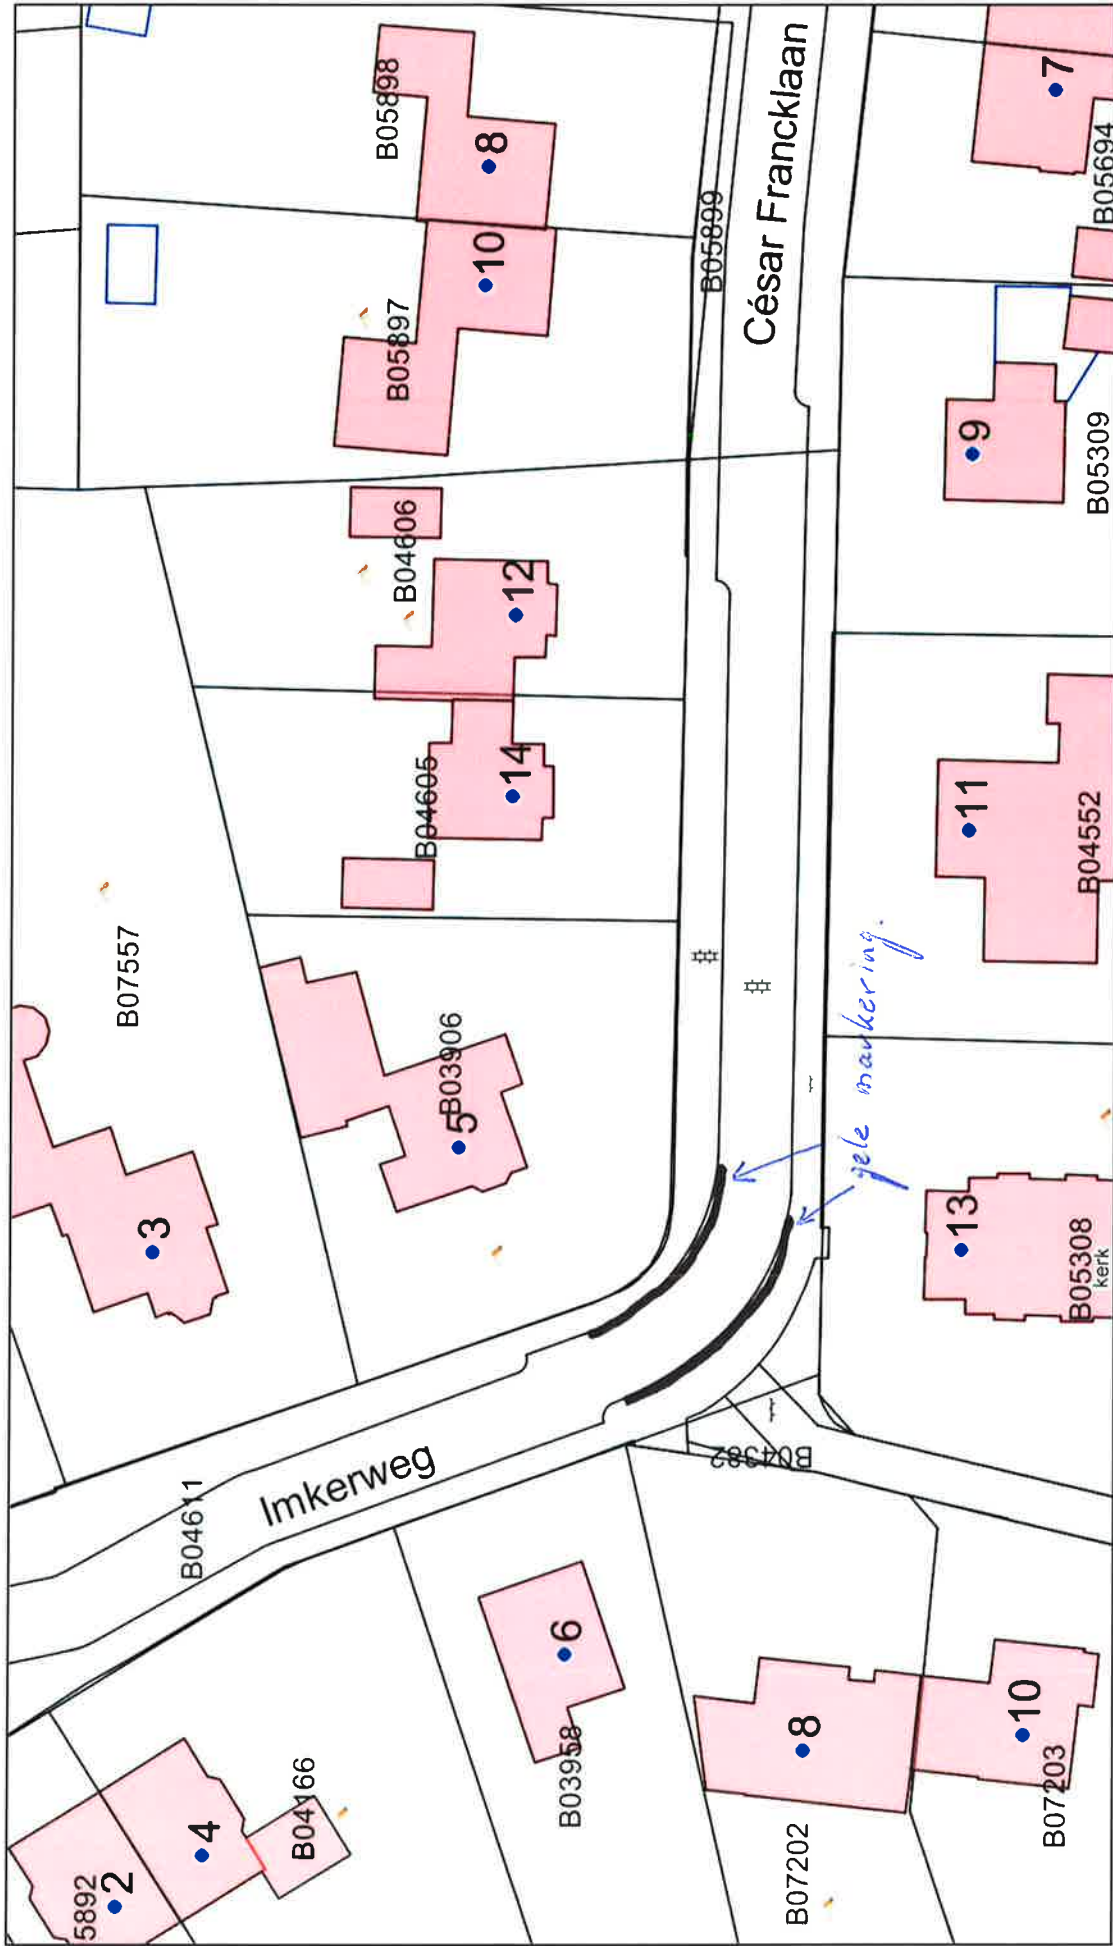 5892
2
4
B04166
B04611
Imkerweg
B03958
6
B07202
8
B07203
10
3
B07557
5
B03906
B04382
B04605
14
B04606
12
B05897
10
B05898
8
B05899
César Francklaan
gele markering.
13
B05308
kerk
11
B04552
9
B05309
B05694
7